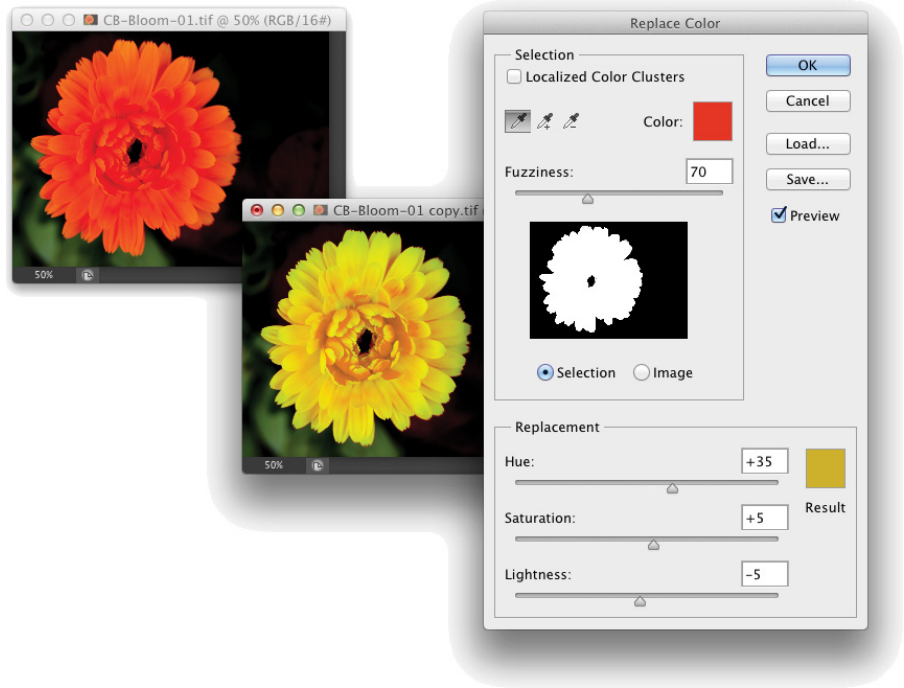 CB-Bloom-01.tif @ 50% (RGB/16#)
50%
CB-Bloom-01 copy.tif
50%
Replace Color
Selection
Localized Color Clusters
Color:
Fuzziness:
70
Selection
Image
OK
Cancel
Load...
Save...
Preview
Replacement
Hue:
+35
Result
Saturation:
+5
Lightness:
-5